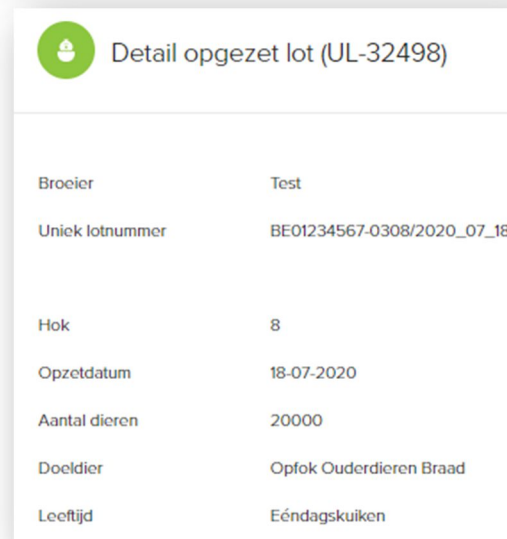 Detail opgezet lot (UL-32498)
Broeier Test
Uniek lotnummer BE01234567-0308/2020_07_18
Hok 8
Opzetdatum 18-07-2020
Aantal dieren 20000
Doeldier Opfok Ouderdieren Braad
Leeftijd Eéndagskuiken